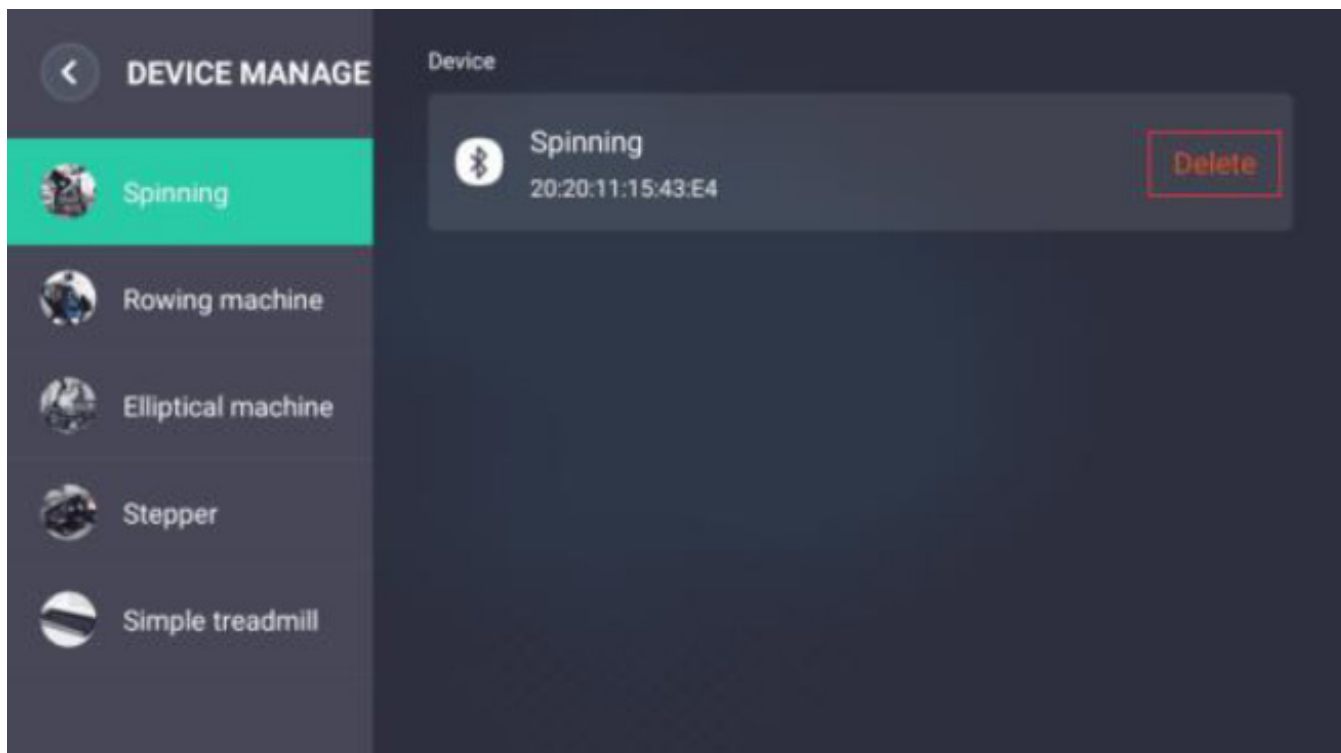 DEVICE MANAGE
Spinning
Rowing machine
Elliptical machine
Stepper
Simple treadmill
Device
Spinning
20:20:11:15:43:E4
Delete